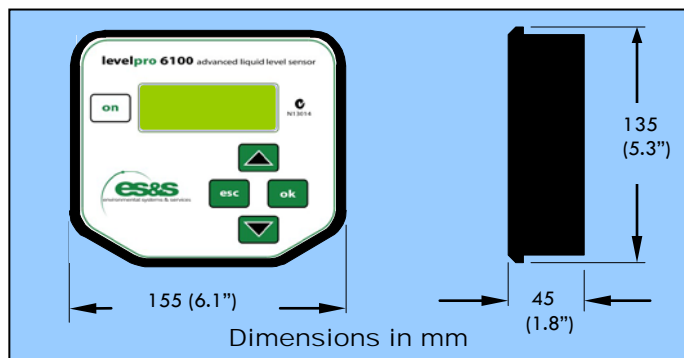 levelpro 6100 advanced liquid level sensor
on
N13014
es&s
environmental systems & services
esc
ok
155 (6.1”)
135
(5.3”)
45
(1.8”)
Dimensions in mm